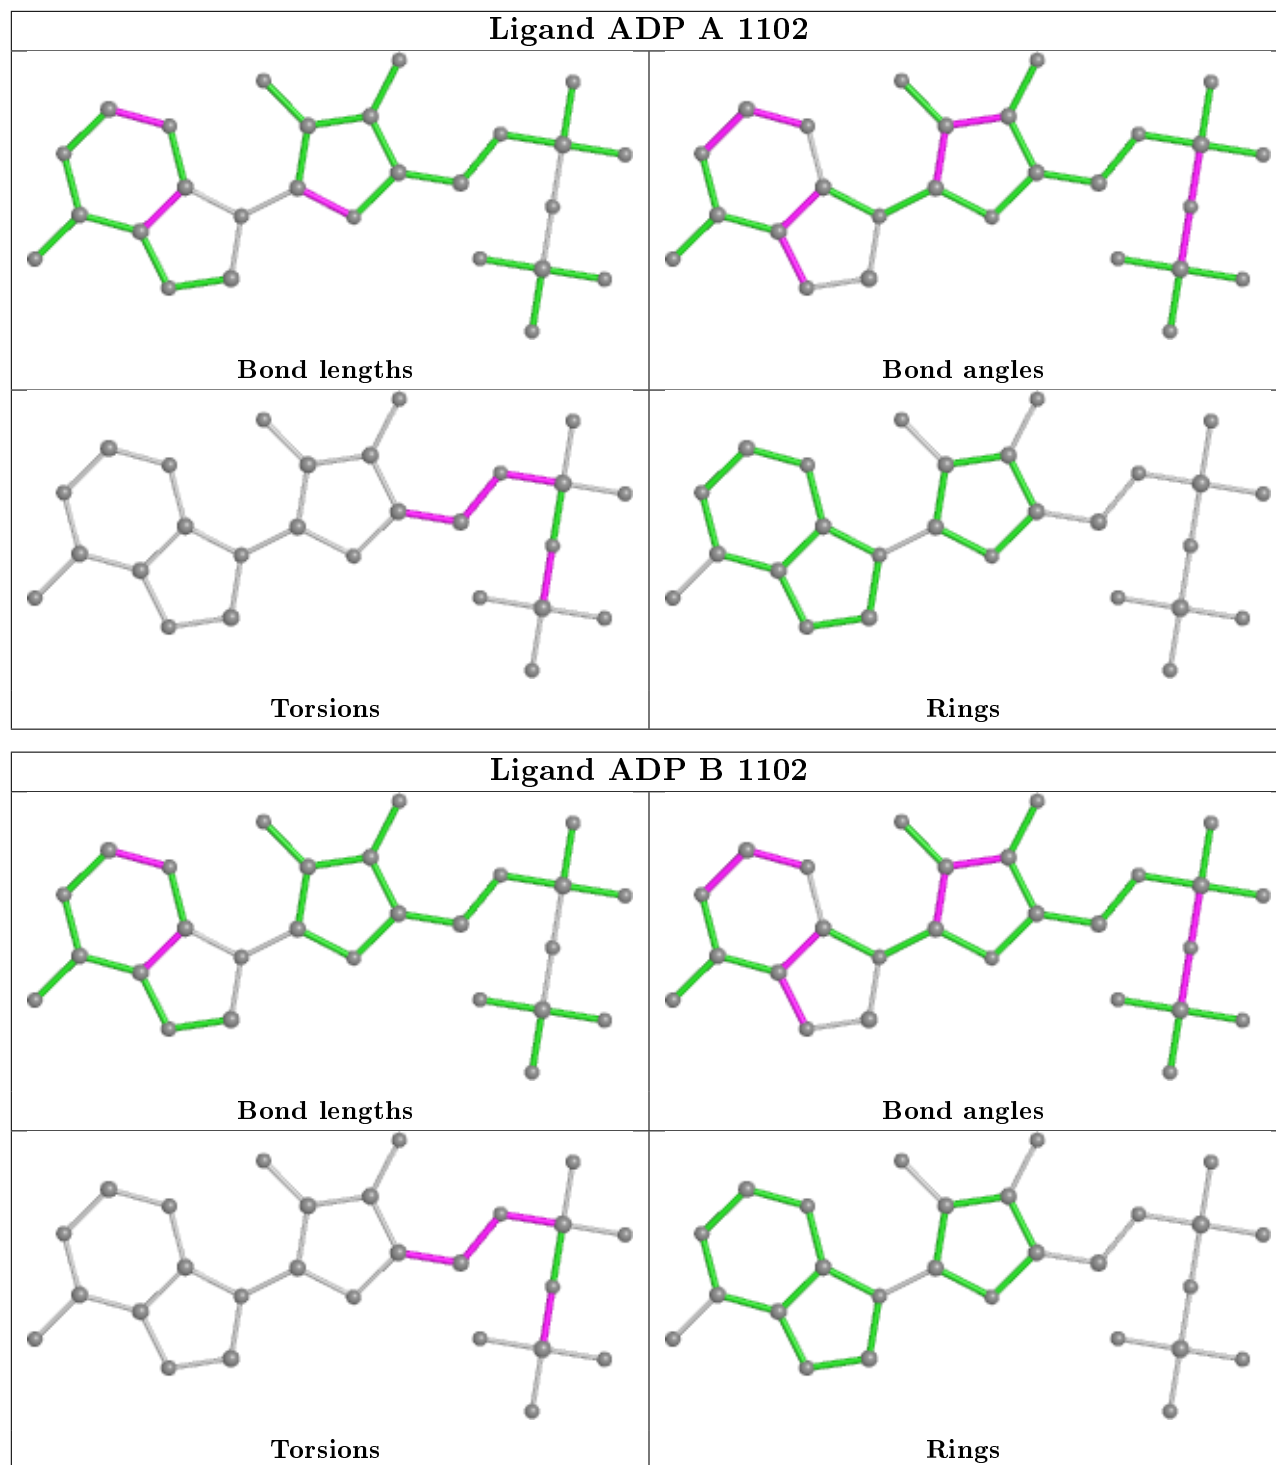 Ligand ADP A 1102
Bond lengths
Bond angles
Torsions
Rings
Ligand ADP B 1102
Bond lengths
Bond angles
Torsions
Rings